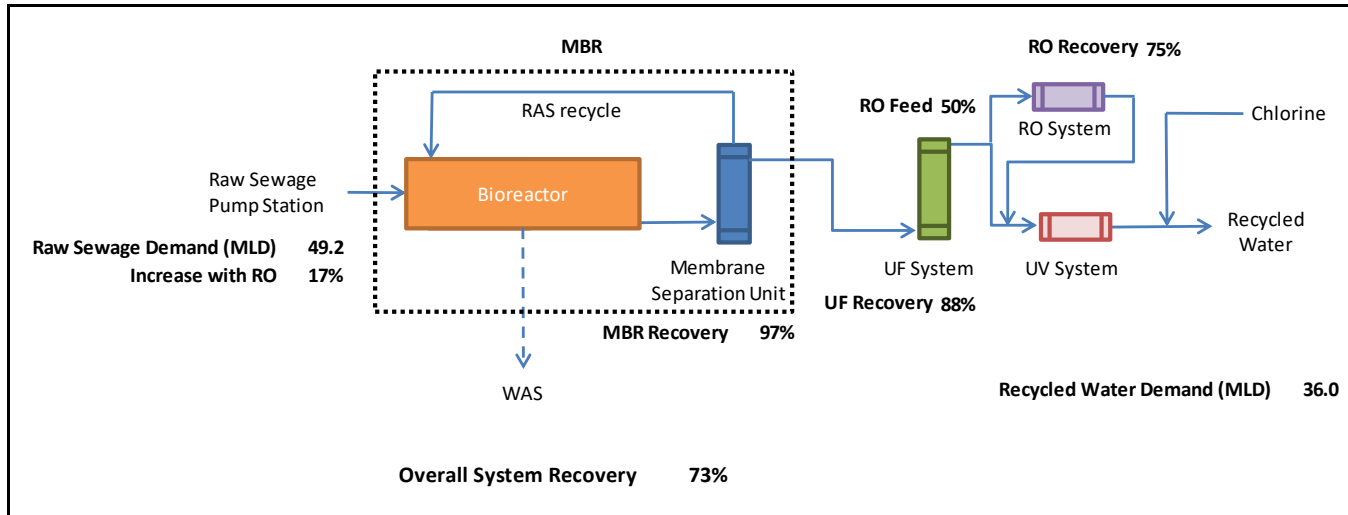 MBR
RO Recovery 75%
RAS recycle
RO Feed 50%
RO System
Chlorine
Raw Sewage
Pump Station
Bioreactor
Recycled
Water
Raw Sewage Demand (MLD) 49.2
Increase with RO 17%
Membrane
Separation Unit
UF System
UV System
UF Recovery 88%
MBR Recovery 97%
WAS
Recycled Water Demand (MLD) 36.0
Overall System Recovery 73%